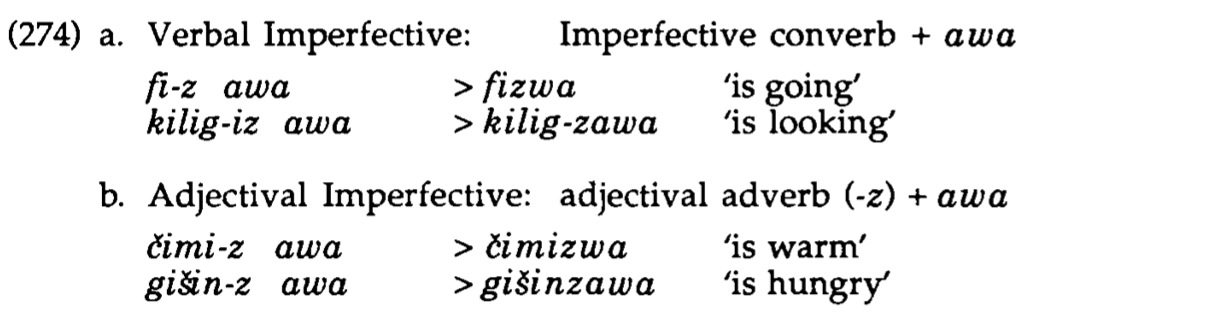 (274) a. Verbal Imperfective: Imperfective converb + awa
fi-z awa > fizwa ‘is going’
kilig-iz awa > kilig-zawa ‘is looking’
b. Adjectival Imperfective: adjectival adverb (-z) + awa
čimi-z awa > čimizwa ‘is warm’
gišin-z awa > gišinzawa ‘is hungry’